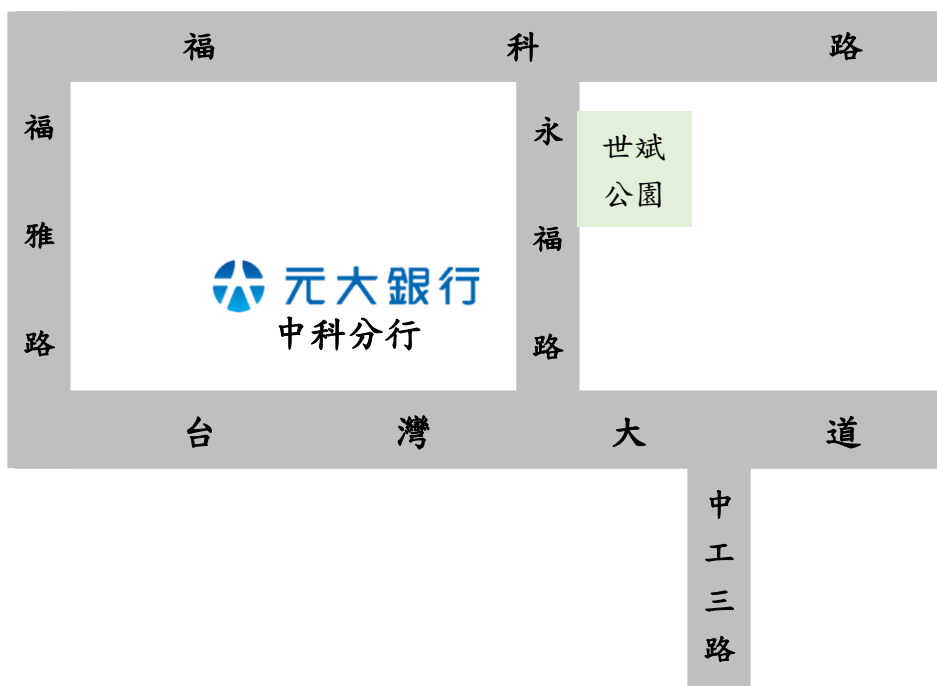 福科路
福雅路
永福路
世斌
公園
元大銀行
中科分行
台灣大道
中工三路